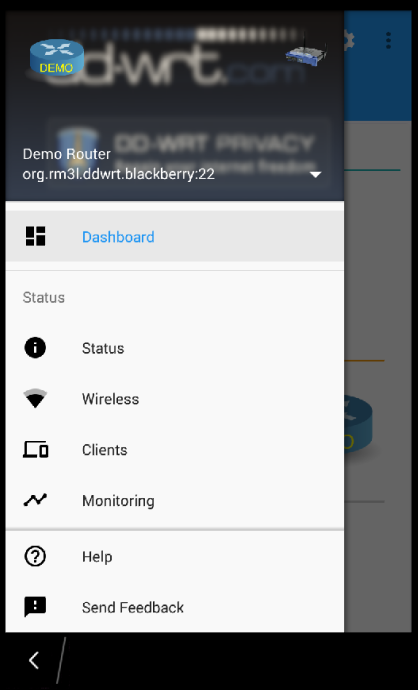 DEMO
dd-wrt.com
DD-WRT PRIVACY
Demo Router
org.rm3l.ddwrt.blackberry:22
Dashboard
Status
Status
Wireless
Clients
Monitoring
Help
Send Feedback